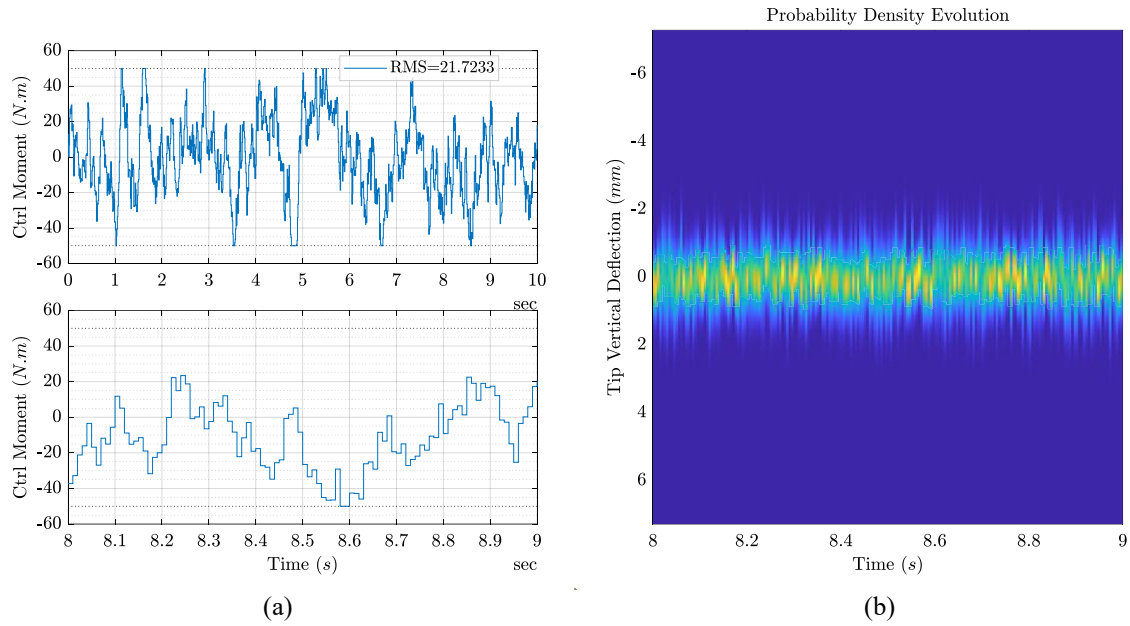 60
40
20
0
-20
-40
-60
Ctrl Moment (N.m)
RMS=21.7233
0 1 2 3 4 5 6 7 8 9 10
sec
60
40
20
0
-20
-40
-60
Ctrl Moment (N.m)
8 8.1 8.2 8.3 8.4 8.5 8.6 8.7 8.8 8.9 9
Time (s)
sec
(a)
Probability Density Evolution
-6
-4
-2
0
2
4
6
Tip Vertical Deflection (mm)
8 8.2 8.4 8.6 8.8 9
Time (s)
(b)